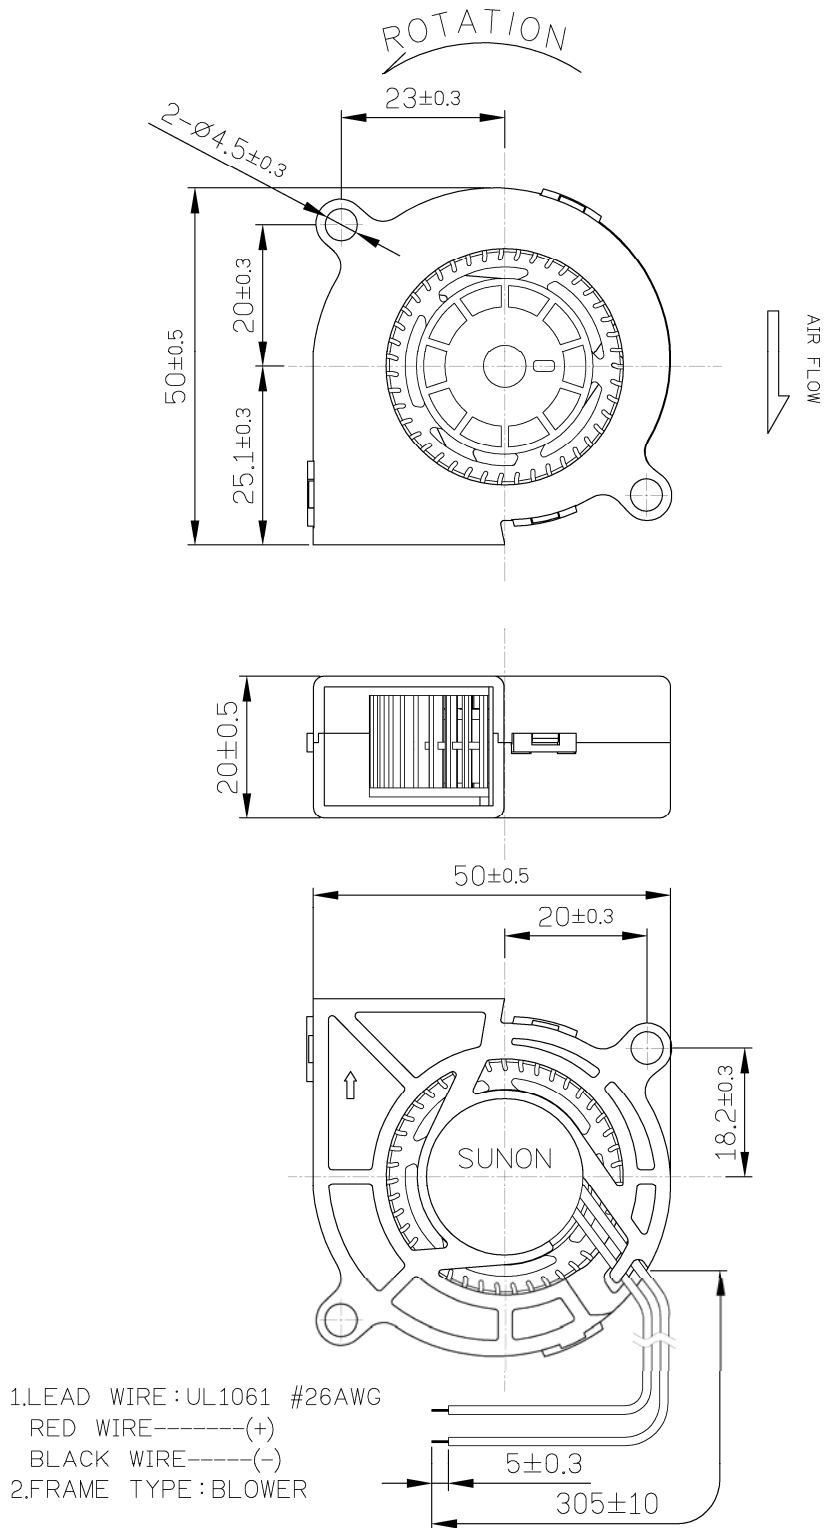 ROTATION
23±0.3
2-Ø4.5±0.3
20±0.3
50±0.5
25.1±0.3
AIR FLOW
20±0.5
50±0.5
20±0.3
18.2±0.3
SUNON
1.LEAD WIRE:UL1061 #26AWG
RED WIRE-------(+)
BLACK WIRE-----(-)
2.FRAME TYPE:BLOWER
5±0.3
305±10